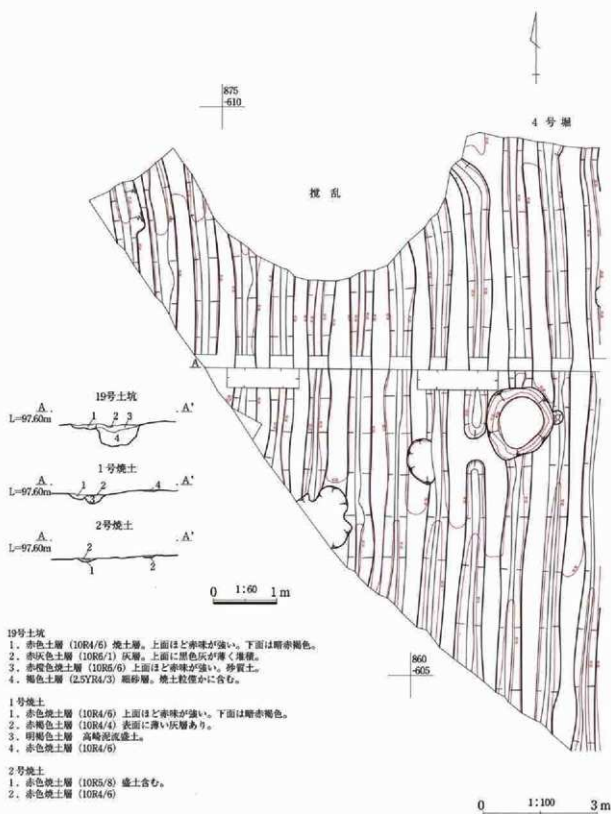 875
-610
4 号 堀
撹 乱
A
19号土坑
A 1 2 3 A'
L=97.60m
4
1号焼土
A 1 2 4 A'
L=97.60m
3
2号焼土
A 2 A'
L=97.60m
1 2
0 1:60 1m
19号土坑
1．赤色土層 (10R4/6) 焼土層。上面ほど赤味が強い。下面は暗赤褐色。
2．赤灰色土層 (10R6/1) 灰層。上面に黒色灰が薄く堆積。
3．赤橙色焼土層 (10R6/6) 上面ほど赤味が強い。砂質土。
4．褐色土層 (2.5YR4/3) 細砂層。焼土粒僅かに含む。
1号焼土
1．赤色焼土層 (10R4/6) 上面ほど赤味が強い。下面は暗赤褐色。
2．赤褐色土層 (10R4/4) 表面に薄い灰層あり。
3．明褐色土層 高崎泥流盛土。
4．赤色焼土層 (10R4/6)
2号焼土
1．赤色焼土層 (10R5/8) 盛土含む。
2．赤色焼土層 (10R4/6)
860
-605
0 1:100 3m